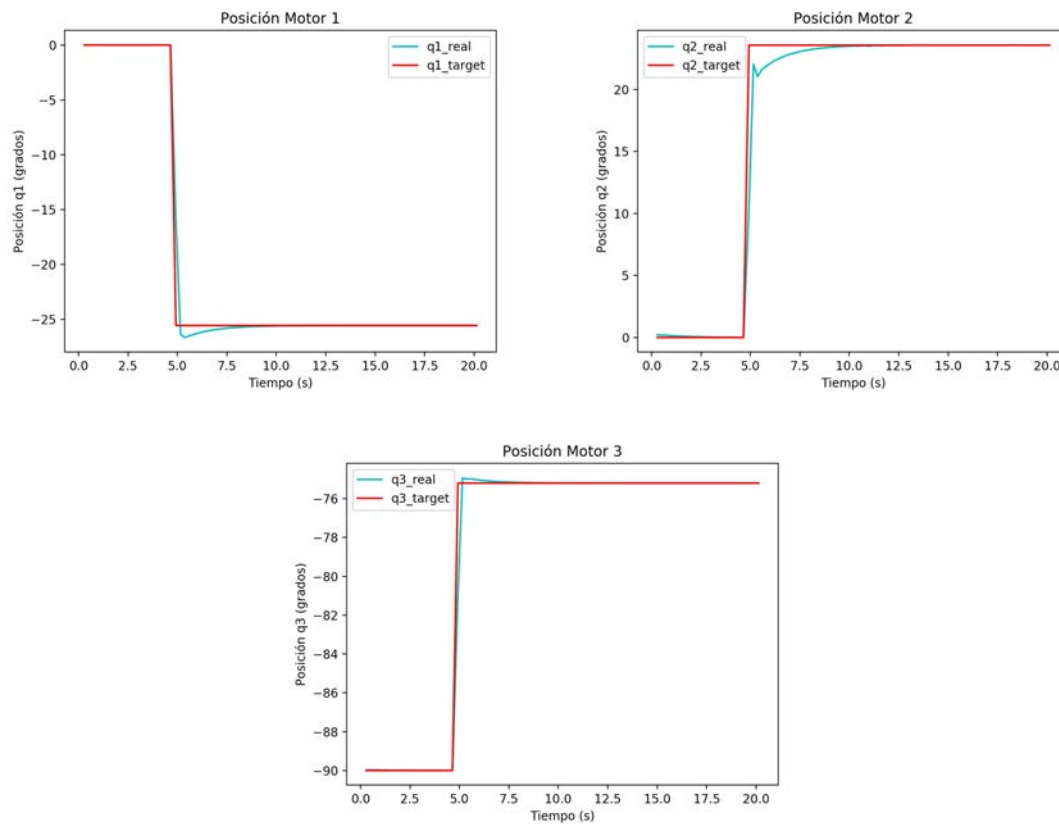 Posición Motor 1
q1_real
q1_target
Posición q1 (grados)
0
−5
−10
−15
−20
−25
0.0 2.5 5.0 7.5 10.0 12.5 15.0 17.5 20.0
Tiempo (s)
Posición Motor 2
q2_real
q2_target
Posición q2 (grados)
20
15
10
5
0
0.0 2.5 5.0 7.5 10.0 12.5 15.0 17.5 20.0
Tiempo (s)
Posición Motor 3
q3_real
q3_target
Posición q3 (grados)
−76
−78
−80
−82
−84
−86
−88
−90
0.0 2.5 5.0 7.5 10.0 12.5 15.0 17.5 20.0
Tiempo (s)